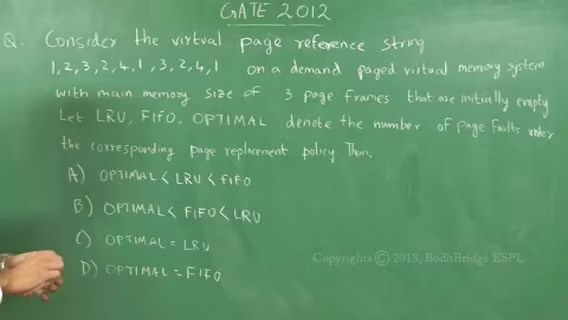 GATE 2012
Q. Consider the virtual page reference string
1, 2, 3, 2, 4, 1, 3, 2, 4, 1 on a demand paged virtual memory system
with main memory size of 3 page frames that are initially empty
Let LRU, FIFO, OPTIMAL denote the number of page faults under
the corresponding page replacement policy. Then,
A) OPTIMAL < LRU < FIFO
B) OPTIMAL < FIFO < LRU
C) OPTIMAL = LRU
D) OPTIMAL = FIFO
Copyrights © 2013, BodhBridge ESPL